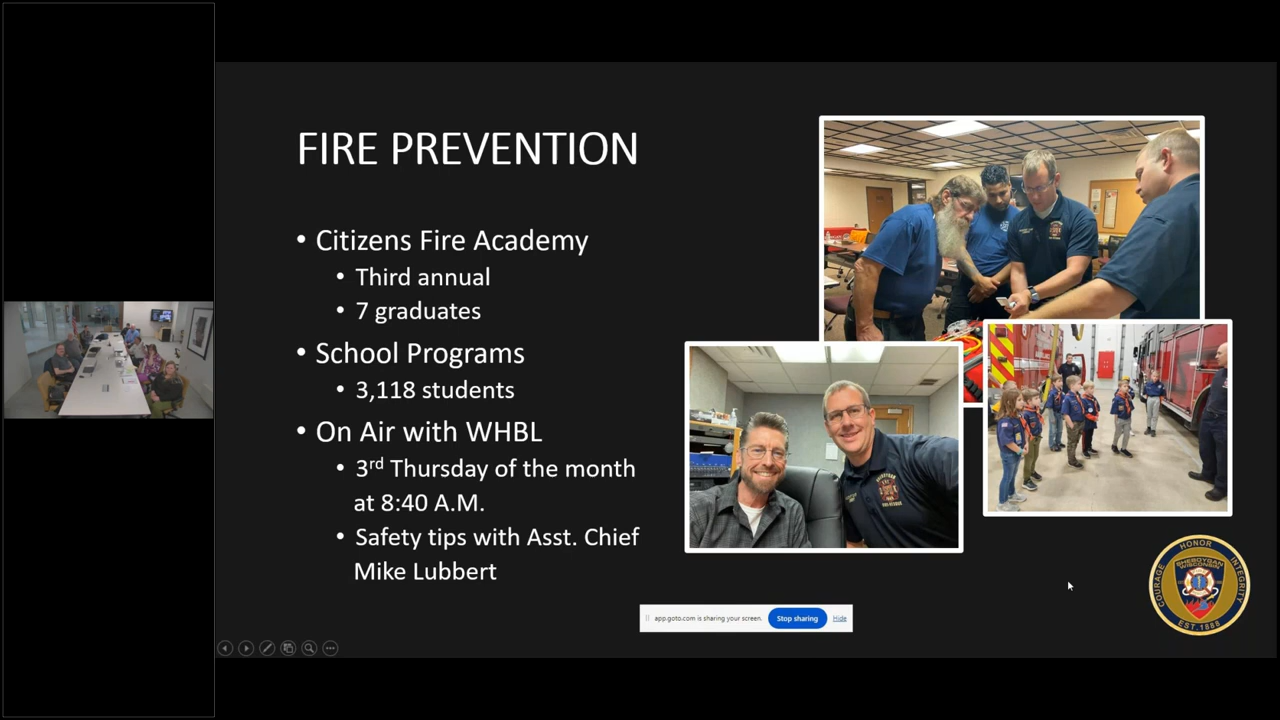 FIRE PREVENTION
• Citizens Fire Academy
• Third annual
• 7 graduates
• School Programs
• 3,118 students
• On Air with WHBL
• 3rd Thursday of the month
at 8:40 A.M.
• Safety tips with Asst. Chief
Mike Lubbert
app.goto.com is sharing your screen.
Stop sharing
Hide
HONOR
COURAGE
INTEGRITY
SHEBOYGAN
WISCONSIN
EST. 1888